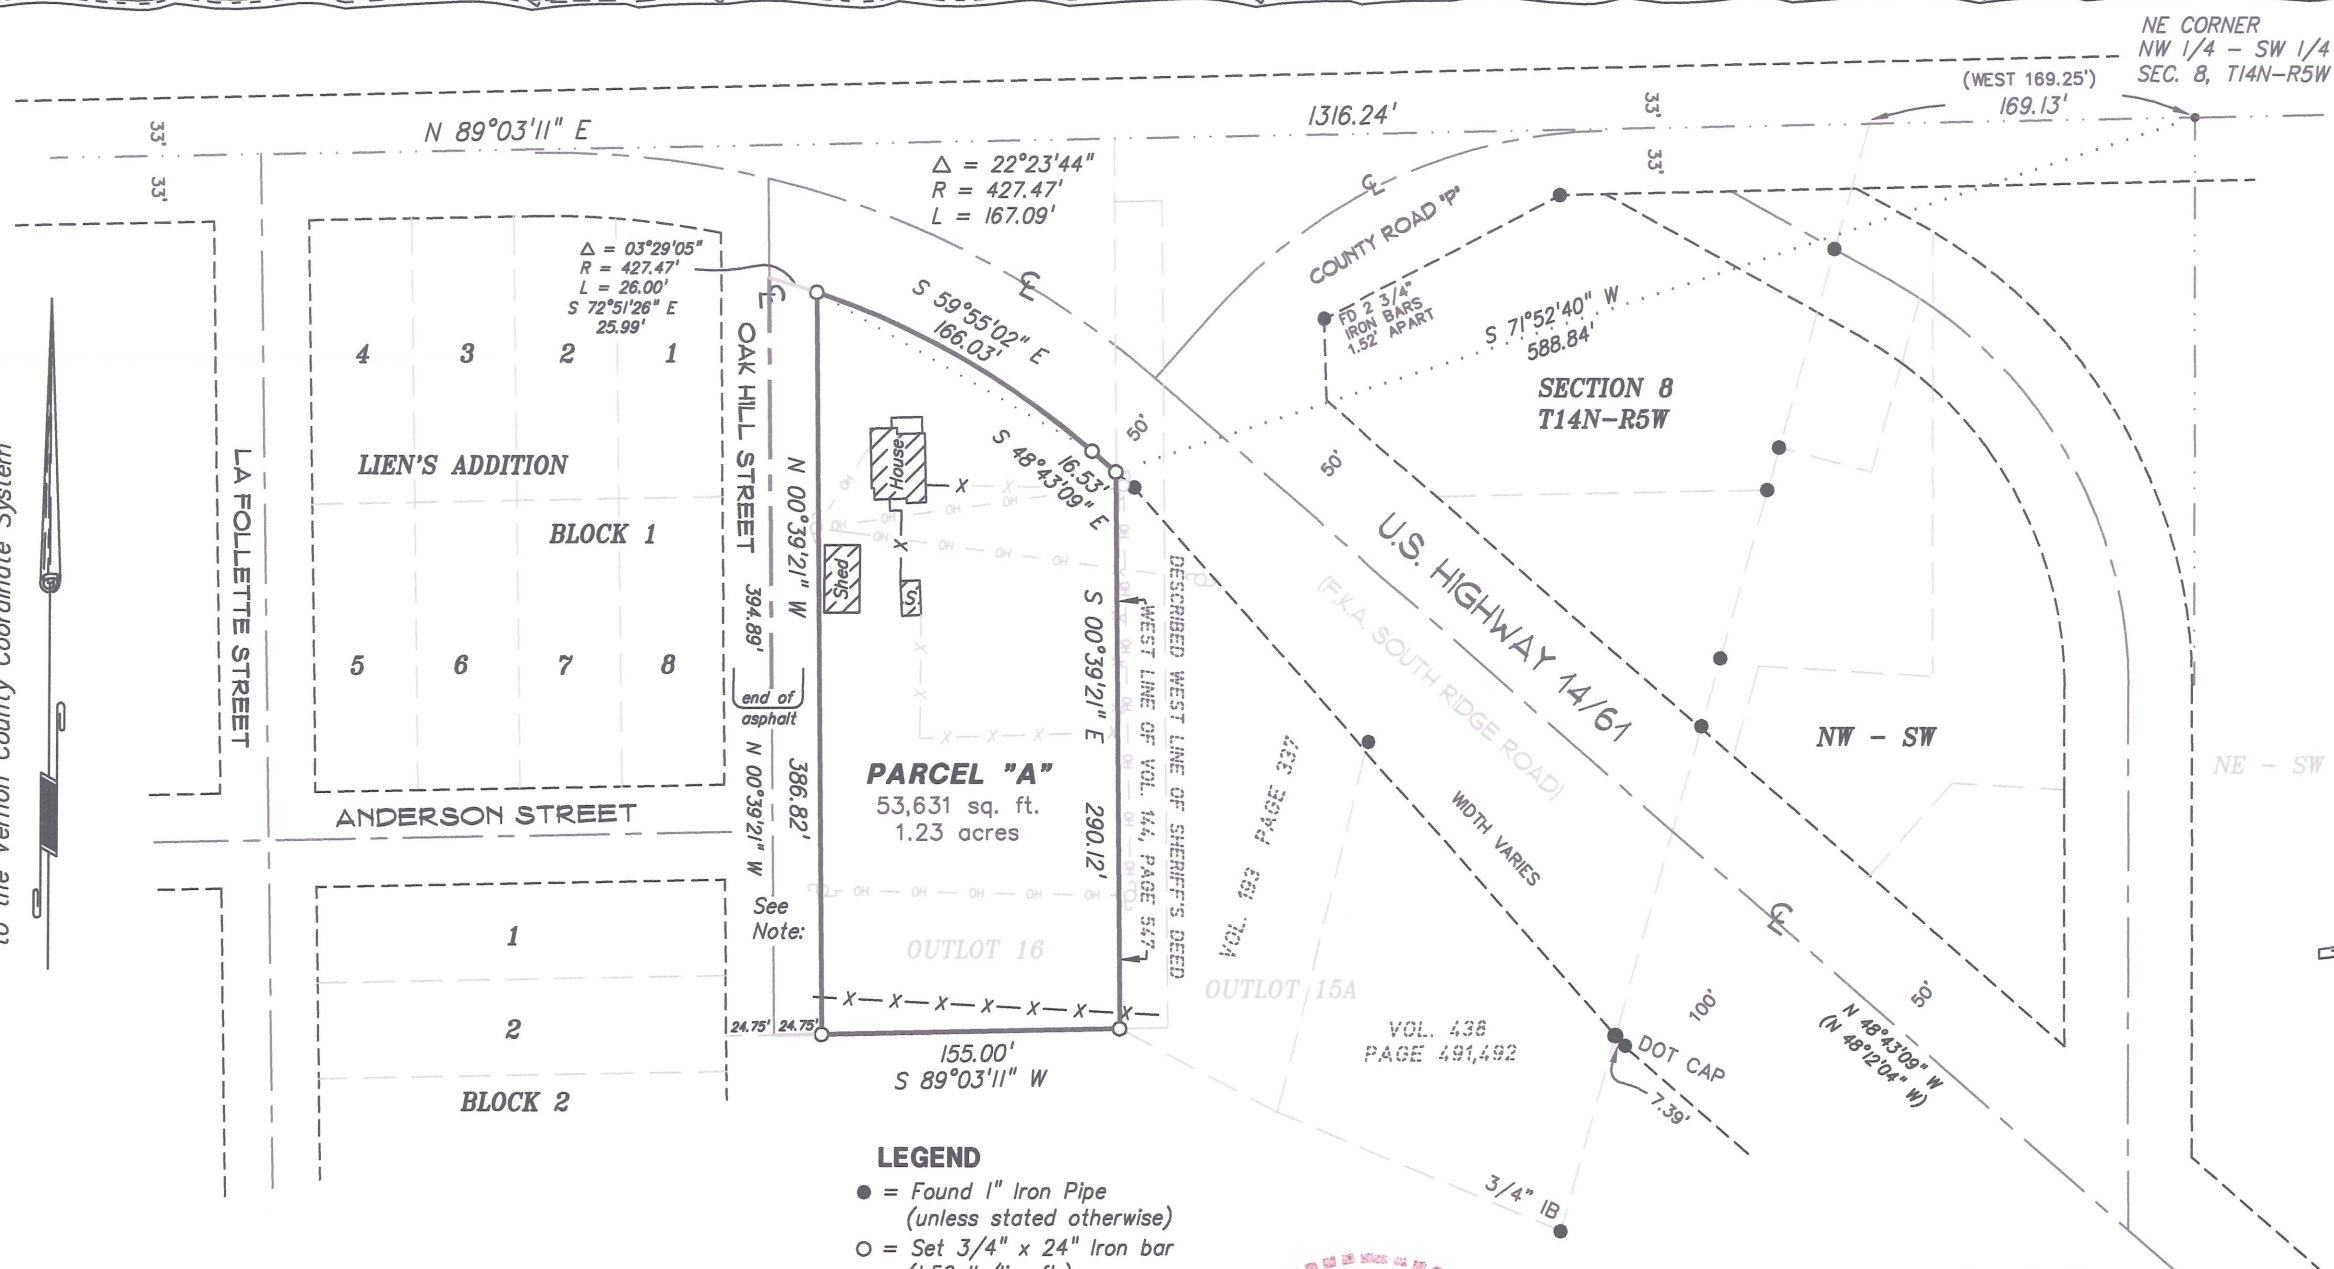 NE CORNER
NW 1/4 - SW 1/4
SEC. 8, T14N-R5W
(WEST 169.25')
169.13'
1316.24'
33'
33'
33'
33'
N 89°03'11" E
Δ = 22°23'44"
R = 427.47'
L = 167.09'
Δ = 03°29'05"
R = 427.47'
L = 26.00'
S 72°51'26" E
25.99'
COUNTY ROAD "P"
FD 2 3/4"
IRON BARS
1.52' APART
S 71°52'40" W
588.84'
SECTION 8
T14N-R5W
S 59°55'02" E
166.03'
50'
50'
16.53'
S 48°43'09" E
4
3
2
1
LIEN'S ADDITION
BLOCK 1
5
6
7
8
LA FOLLETTE STREET
OAK HILL STREET
394.89'
N 00°39'21" W
end of
asphalt
N 00°39'21" W
386.82'
House
Shed
S.
X
X
OH
S 00°39'21" E
290.12'
WEST LINE OF VOL. 144, PAGE 547
DESCRIBED WEST LINE OF SHERIFF'S DEED
U.S. HIGHWAY 14/61
(F.K.A. SOUTH RIDGE ROAD)
NW - SW
NE - SW
to the Vernon County Coordinate System
PARCEL "A"
53,631 sq. ft.
1.23 acres
ANDERSON STREET
VOL. 193 PAGE 337
WIDTH VARIES
See
Note:
OUTLOT 16
OUTLOT 15A
1
2
BLOCK 2
24.75'
24.75'
155.00'
S 89°03'11" W
VOL. 438
PAGE 491,492
100'
50'
N 48°43'09" W
(N 48°12'04" W)
DOT CAP
7.39'
3/4" IB
LEGEND
● = Found 1" Iron Pipe
(unless stated otherwise)
○ = Set 3/4" x 24" Iron bar